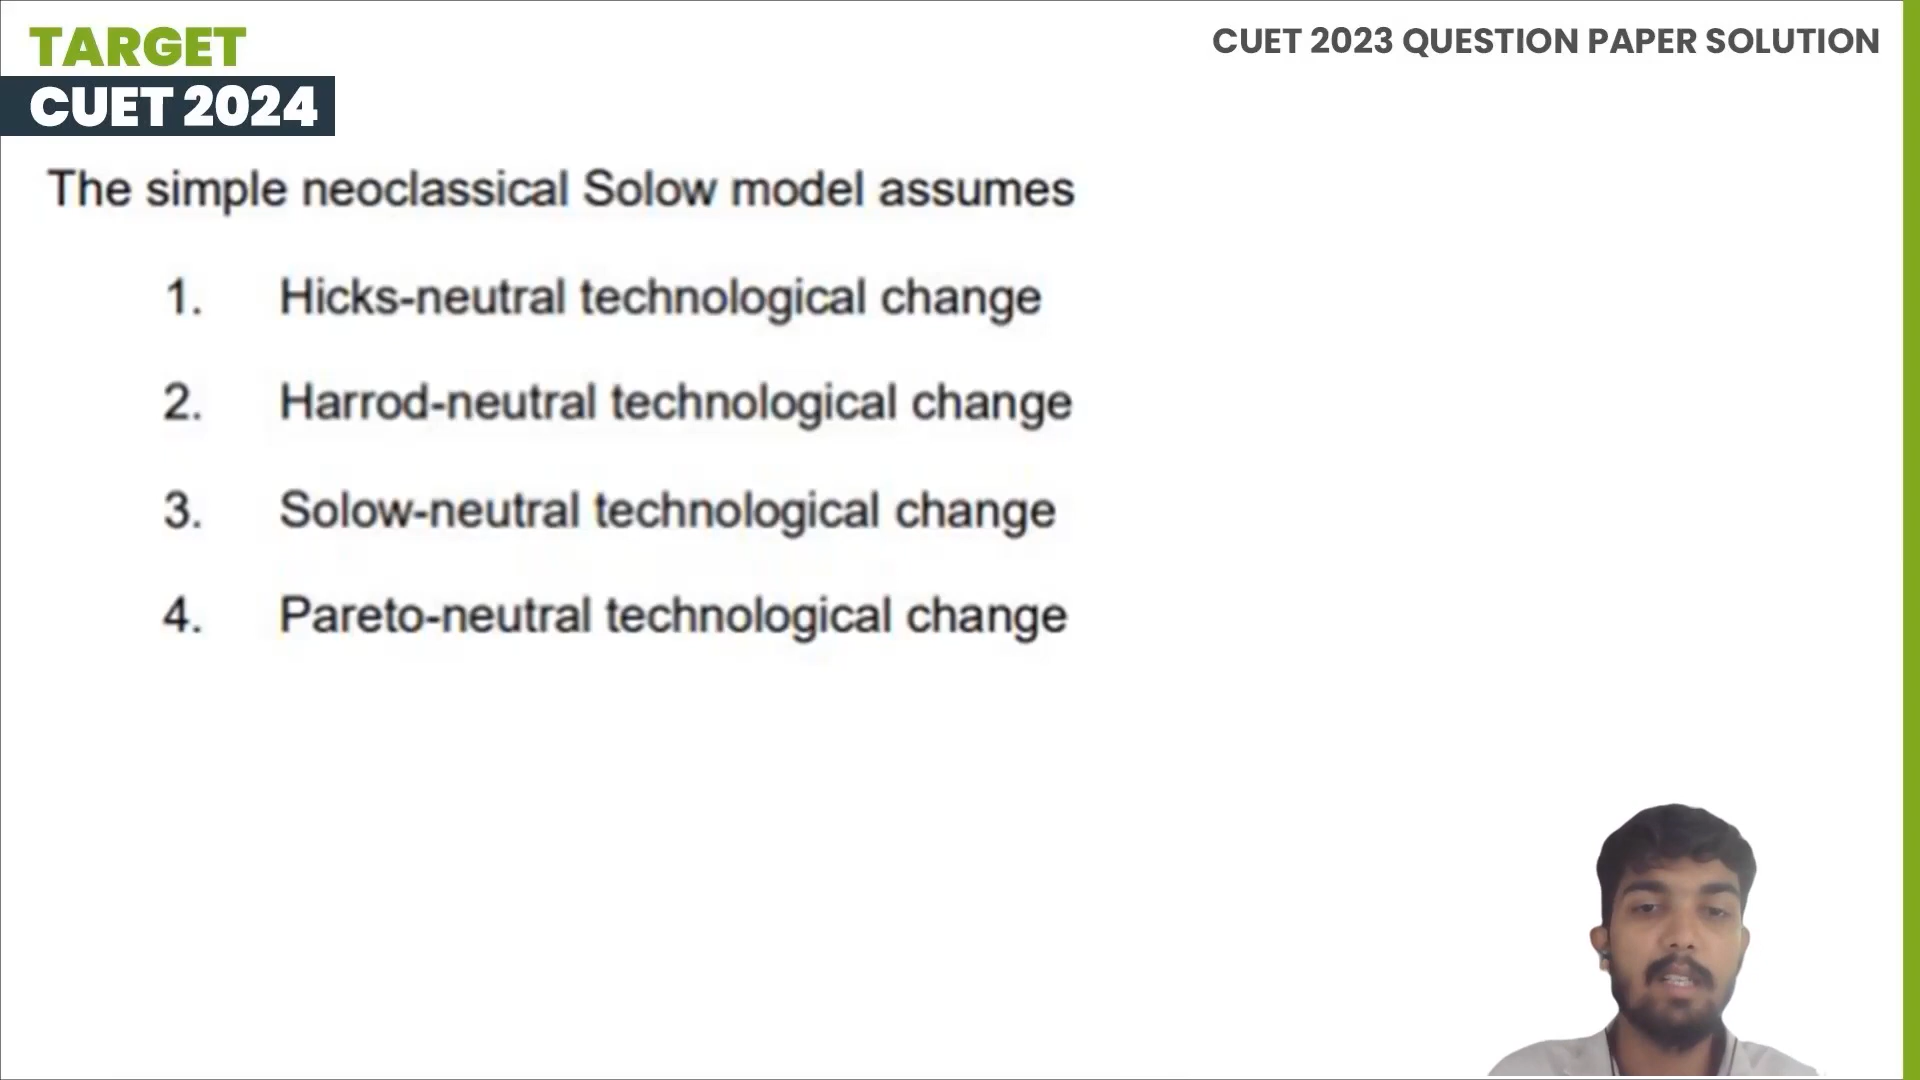 TARGET
CUET 2024
CUET 2023 QUESTION PAPER SOLUTION
The simple neoclassical Solow model assumes
1. Hicks-neutral technological change
2. Harrod-neutral technological change
3. Solow-neutral technological change
4. Pareto-neutral technological change